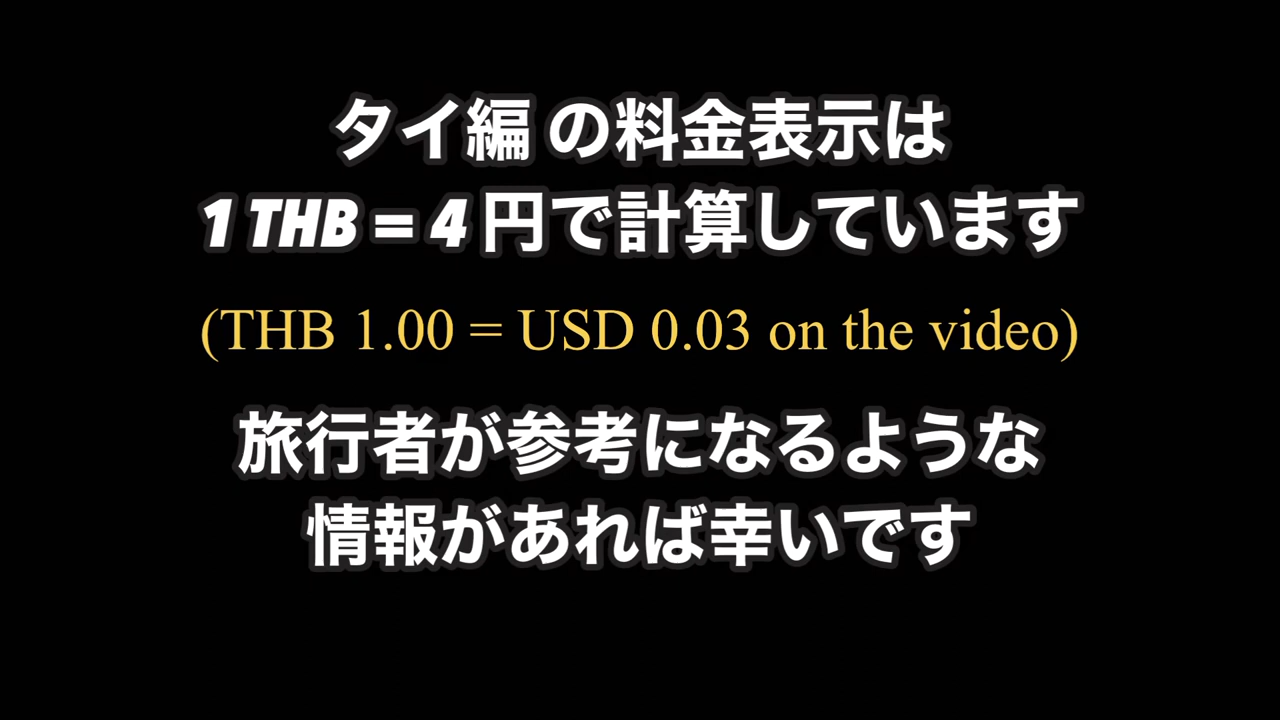 タイ編 の料金表示は
1 THB = 4 円で計算しています
(THB 1.00 = USD 0.03 on the video)
旅行者が参考になるような
情報があれば幸いです